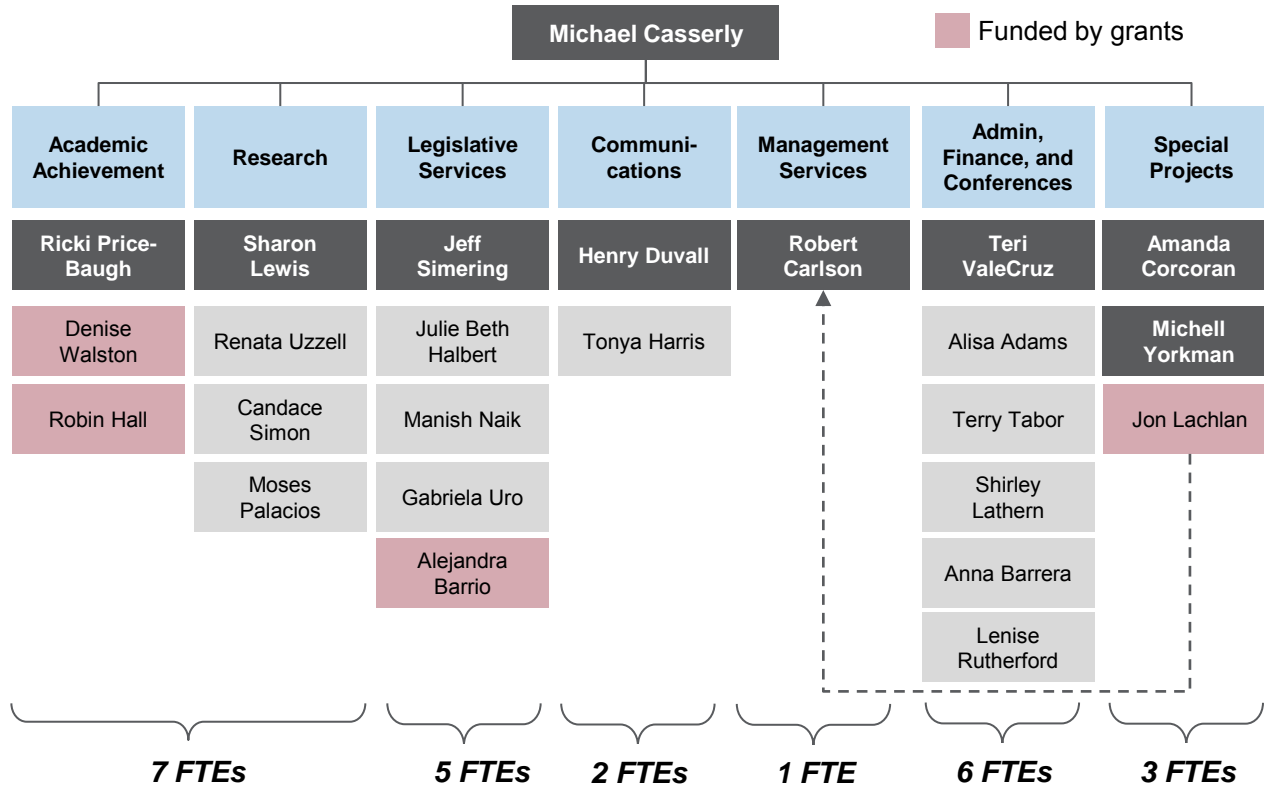 Michael Casserly
Funded by grants
Academic
Achievement
Research
Legislative
Services
Communi-
cations
Management
Services
Admin,
Finance, and
Conferences
Special
Projects
Ricki Price-
Baugh
Sharon
Lewis
Jeff
Simering
Henry Duvall
Robert
Carlson
Teri
ValeCruz
Amanda
Corcoran
Denise
Walston
Renata Uzzell
Julie Beth
Halbert
Tonya Harris
Alisa Adams
Michell
Yorkman
Robin Hall
Candace
Simon
Manish Naik
Terry Tabor
Jon Lachlan
Moses
Palacios
Gabriela Uro
Shirley
Lathern
Alejandra
Barrio
Anna Barrera
Lenise
Rutherford
7 FTEs
5 FTEs
2 FTEs
1 FTE
6 FTEs
3 FTEs